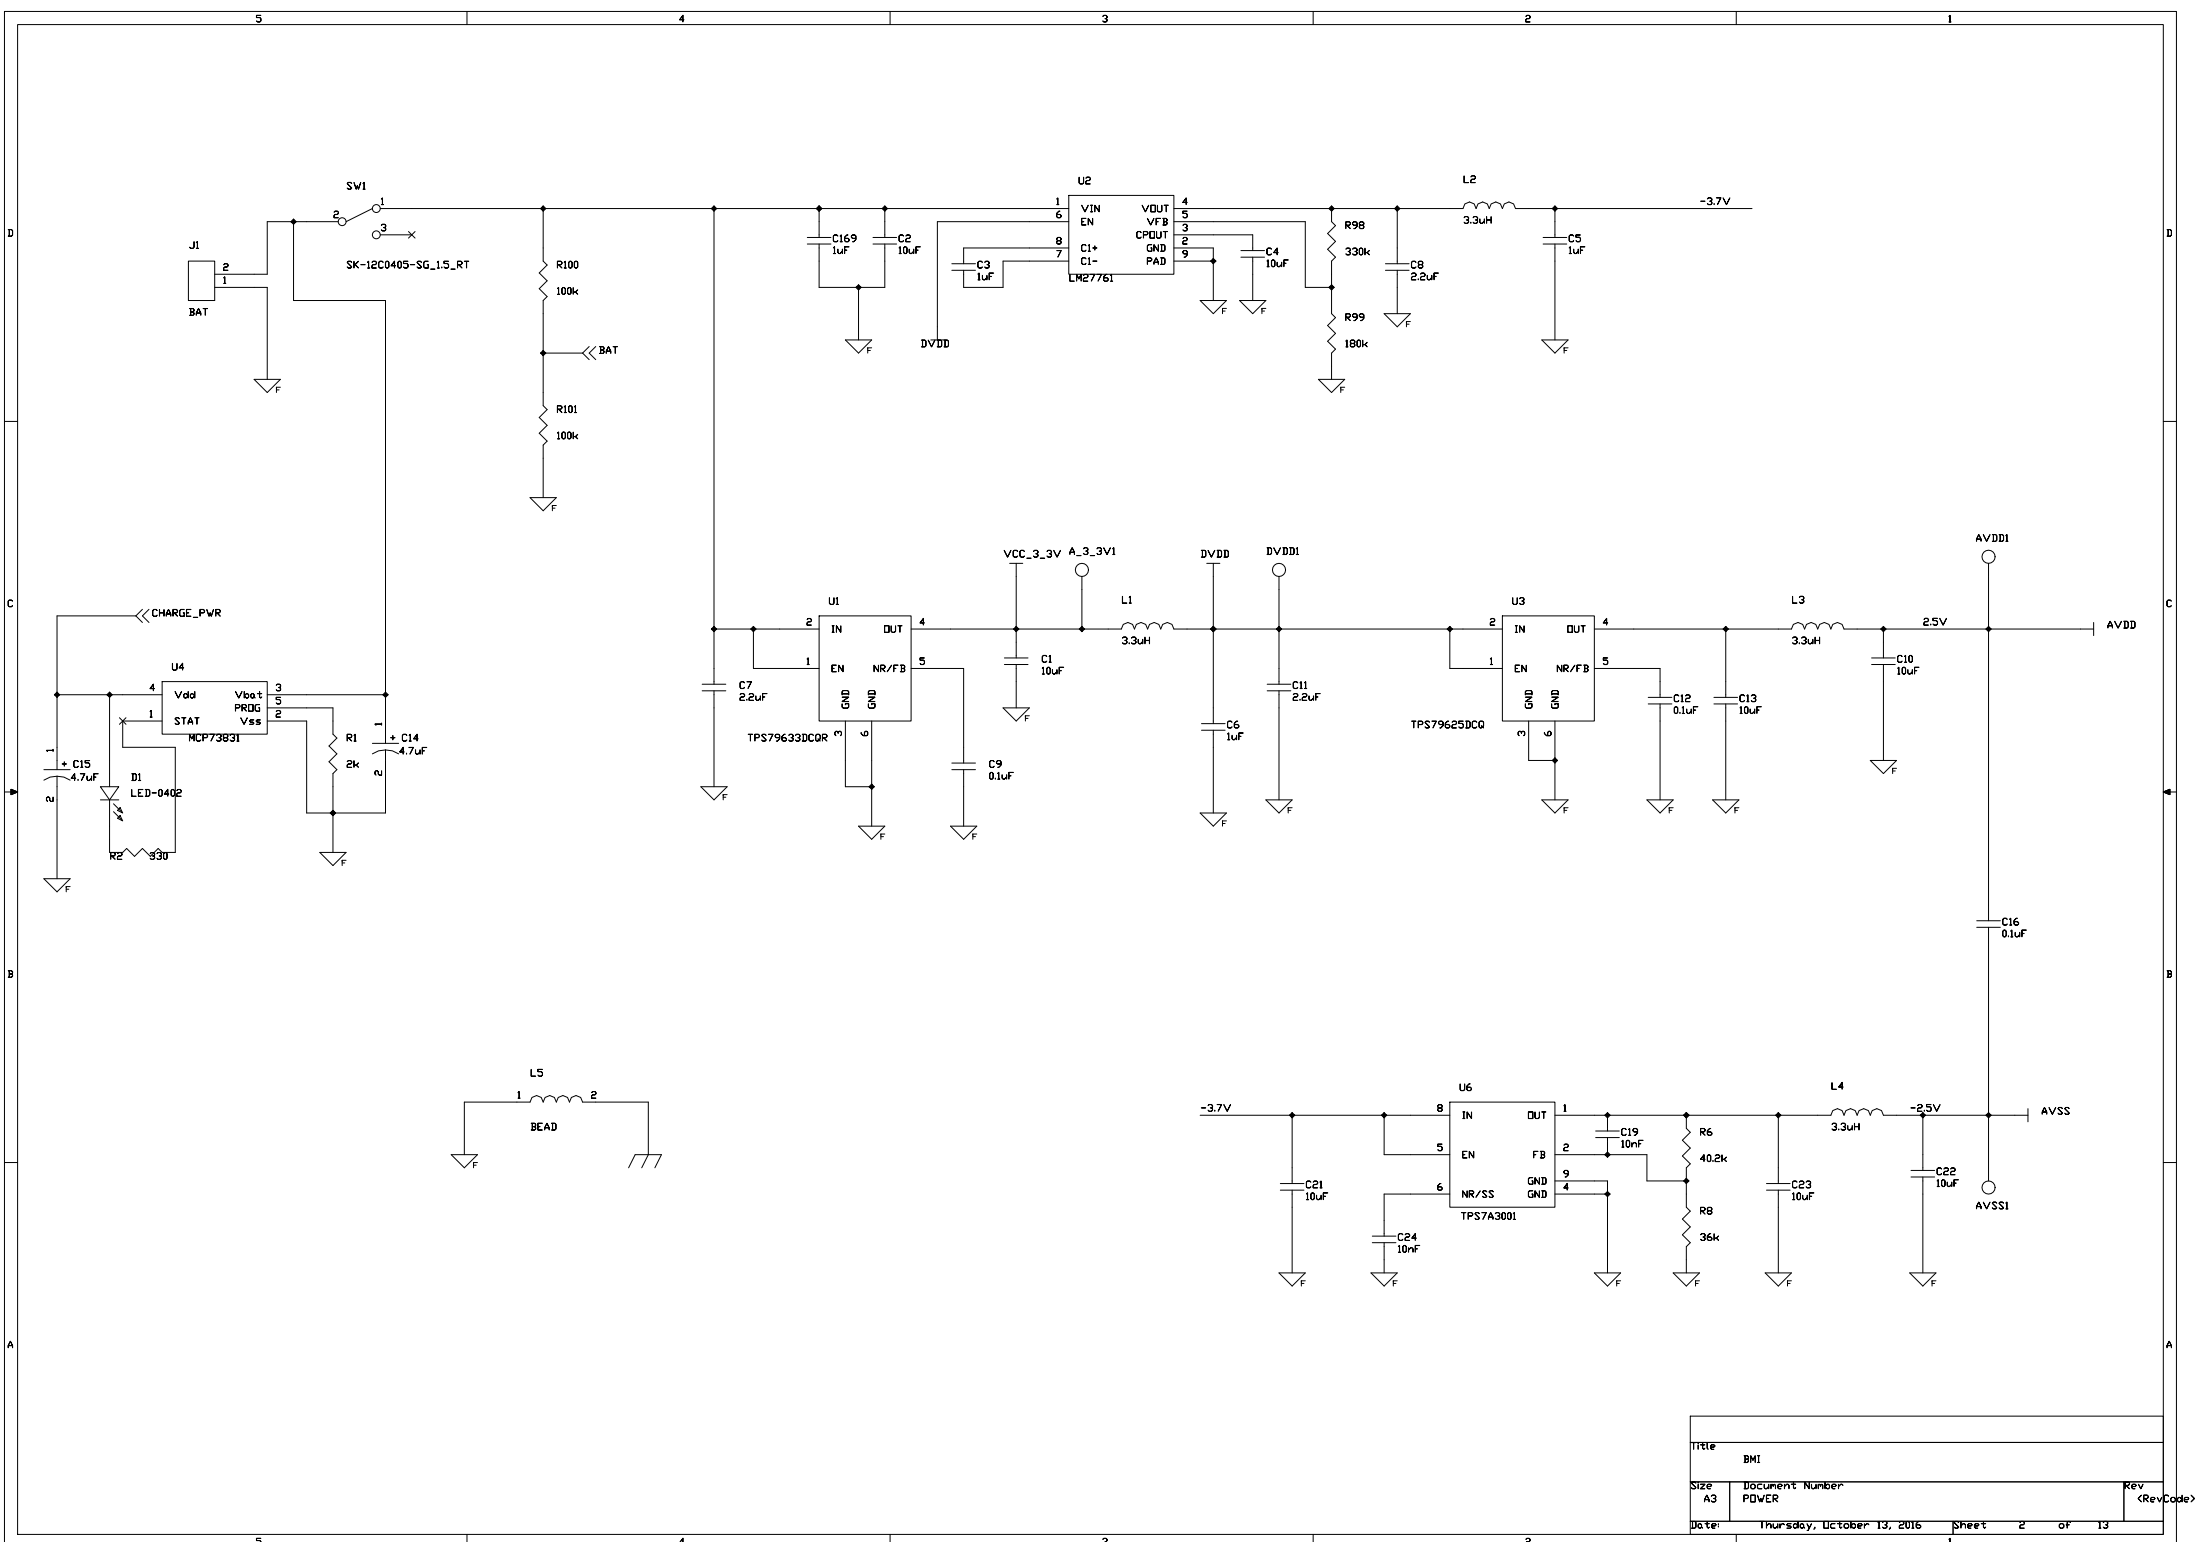 5 4 3 2 1
D
C
B
A
SW1
2
1
3
SK-12C0405-SG_1.5_RT
J1
2
1
BAT
F
R100
100k
BAT
R101
100k
F
C169
1uF
C2
10uF
F
DVDD
U2
1 VIN VOUT 4
6 EN VFB 5
CPOUT 3
8 C1+ GND 2
7 C1- PAD 9
LM27761
C3
1uF
C4
10uF
F F
R98
330k
R99
180k
F
C8
2.2uF
F
L2
3.3uH
-3.7V
C5
1uF
F
D
C
B
A
CHARGE_PWR
U4
4 Vdd Vbat 3
PROG 5
1 STAT Vss 2
MCP73831
1
+ C15
4.7uF
2
F
D1
LED-0402
R2 330
R1
2k
F
1
+ C14
4.7uF
2
C7
2.2uF
F
U1
2 IN OUT 4
1 EN NR/FB 5
GND GND
3 6
TPS79633DCQR
F
C9
0.1uF
F
VCC_3_3V A_3_3V1
C1
10uF
F
L1
3.3uH
DVDD DVDD1
C6
1uF
F
C11
2.2uF
F
U3
2 IN OUT 4
1 EN NR/FB 5
GND GND
3 6
TPS79625DCQ
F
C12
0.1uF
F
C13
10uF
F
L3
3.3uH
C10
10uF
F
2.5V
AVDD1
AVDD
C16
0.1uF
L5
1 2
BEAD
F
-3.7V
C21
10uF
F
U6
8 IN OUT 1
5 EN FB 2
GND 9
6 NR/SS GND 4
TPS7A3001
C24
10nF
F
C19
10nF
F
R6
40.2k
R8
36k
F
C23
10uF
F
L4
3.3uH
-2.5V
C22
10uF
F
AVSS
AVSS1
Title
BMI
Size Document Number Rev
A3 POWER <RevCode>
Date: Thursday, October 13, 2016 Sheet 2 of 13
5 4 3 2 1